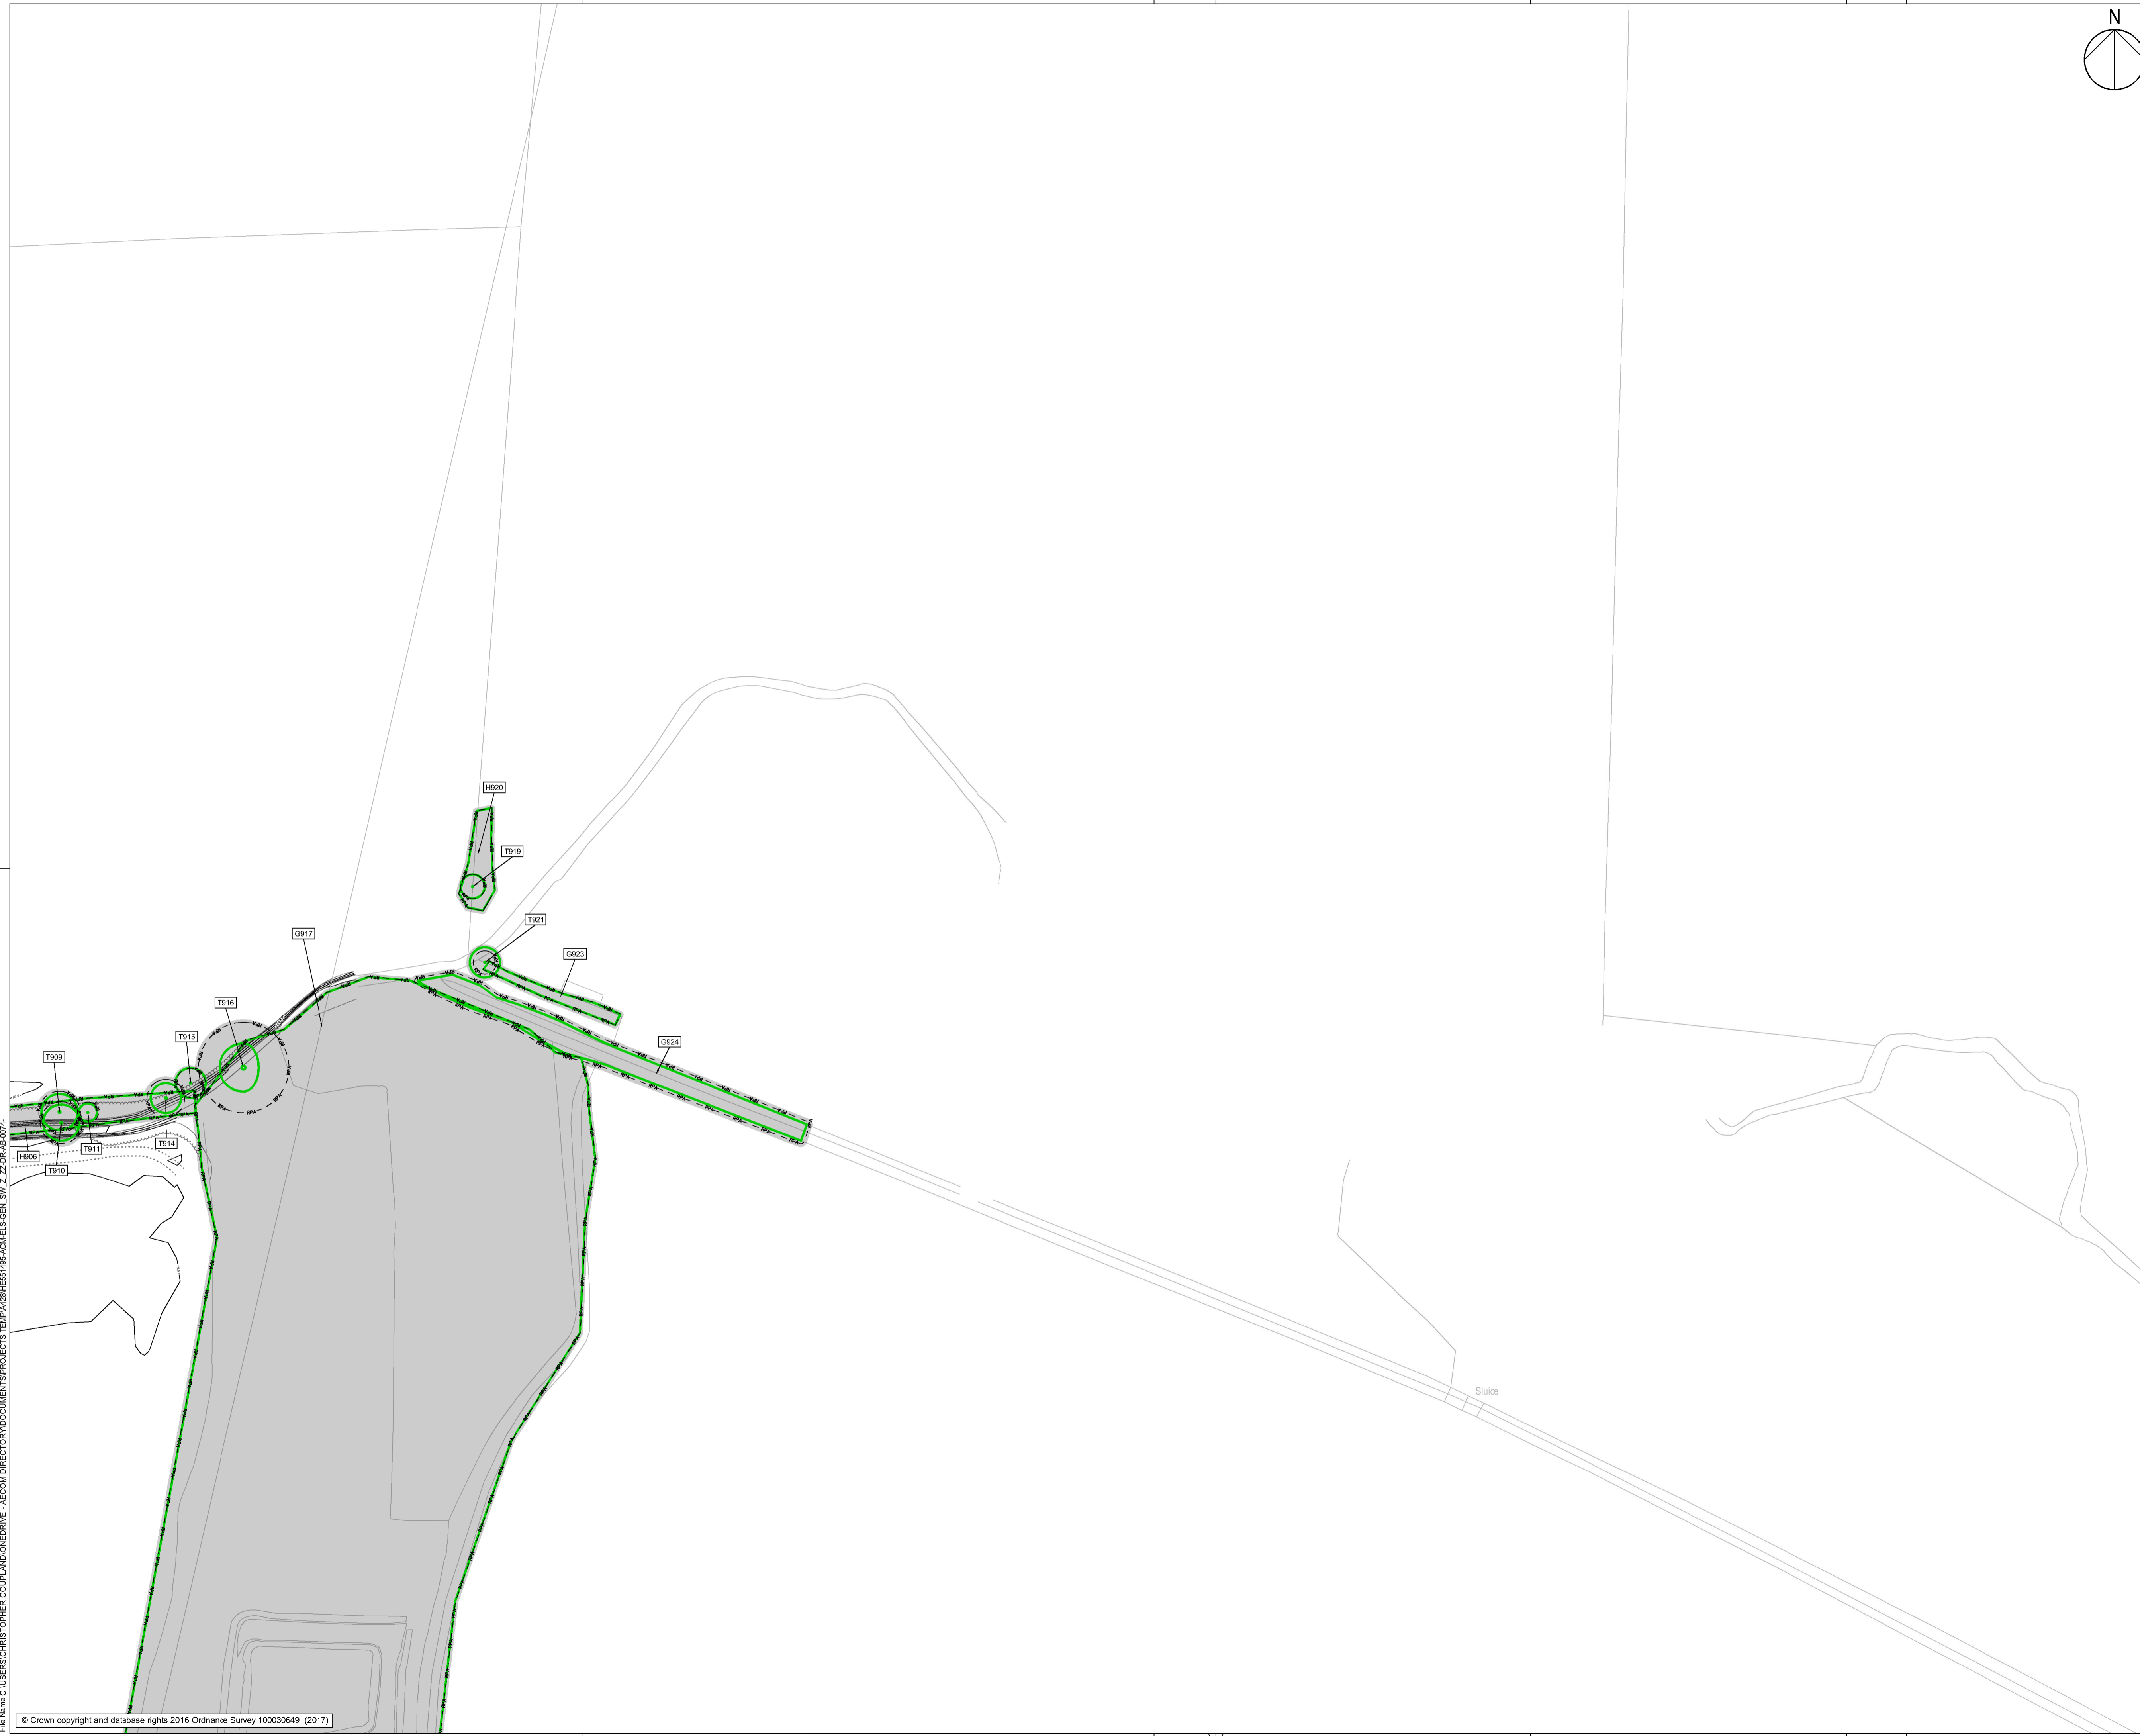 N
H920
T919
T921
G917
G923
T916
T915
G924
T909
T914
T911
H906
T910
Sluice
© Crown copyright and database rights 2016 Ordnance Survey 100030649 (2017)
File Name C:\USERS\CHRISTOPHER.COUPLAND\ONEDRIVE - AECOM DIRECTORY\DOCUMENTS\PROJECTS TEMP\A428\HE551495-ACM-ELS-GEN_SW_Z_ZZ-DR-AB-0074-
RPA